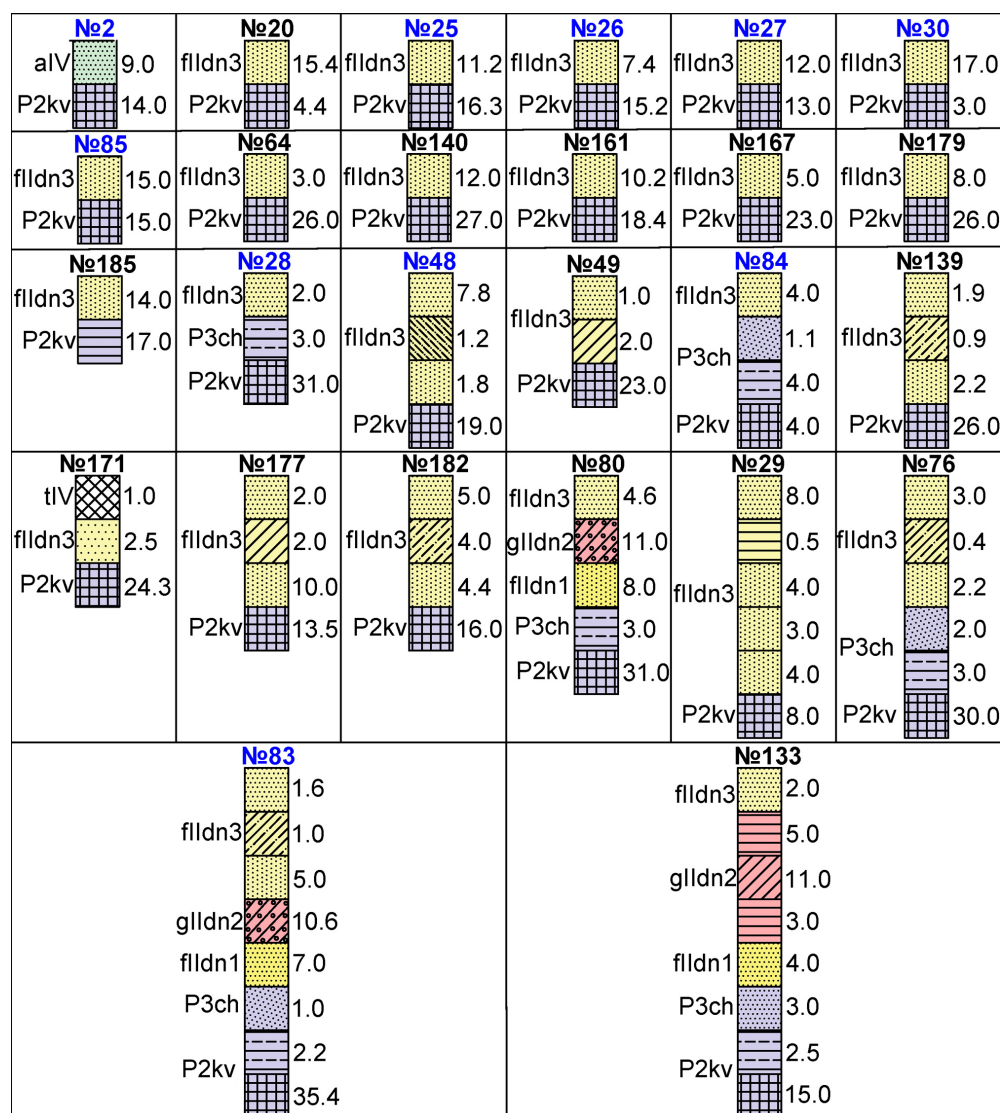 №2 №20 №25 №26 №27 №30
aIV 9.0 fIIdn3 15.4 fIIdn3 11.2 fIIdn3 7.4 fIIdn3 12.0 fIIdn3 17.0
P2kv 14.0 P2kv 4.4 P2kv 16.3 P2kv 15.2 P2kv 13.0 P2kv 3.0
№85 №64 №140 №161 №167 №179
fIIdn3 15.0 fIIdn3 3.0 fIIdn3 12.0 fIIdn3 10.2 fIIdn3 5.0 fIIdn3 8.0
P2kv 15.0 P2kv 26.0 P2kv 27.0 P2kv 18.4 P2kv 23.0 P2kv 26.0
№185
fIIdn3 14.0
P2kv 17.0
№28
fIIdn3 2.0
P3ch 3.0
P2kv 31.0
№48
7.8
fIIdn3 1.2
1.8
P2kv 19.0
№49
1.0
fIIdn3
2.0
P2kv 23.0
№84
fIIdn3 4.0
1.1
P3ch
4.0
P2kv 4.0
№139
1.9
fIIdn3 0.9
2.2
P2kv 26.0
№171
tIV 1.0
fIIdn3 2.5
P2kv 24.3
№177
2.0
fIIdn3 2.0
10.0
P2kv 13.5
№182
5.0
fIIdn3 4.0
4.4
P2kv 16.0
№80
fIIdn3 4.6
gIIdn2 11.0
fIIdn1 8.0
P3ch 3.0
P2kv 31.0
№29
8.0
0.5
fIIdn3 4.0
3.0
4.0
P2kv 8.0
№76
3.0
fIIdn3 0.4
2.2
2.0
P3ch
3.0
P2kv 30.0
№83
1.6
fIIdn3 1.0
5.0
gIIdn2 10.6
fIIdn1 7.0
P3ch 1.0
2.2
P2kv
35.4
№133
fIIdn3 2.0
5.0
gIIdn2 11.0
3.0
fIIdn1 4.0
P3ch 3.0
2.5
P2kv
15.0